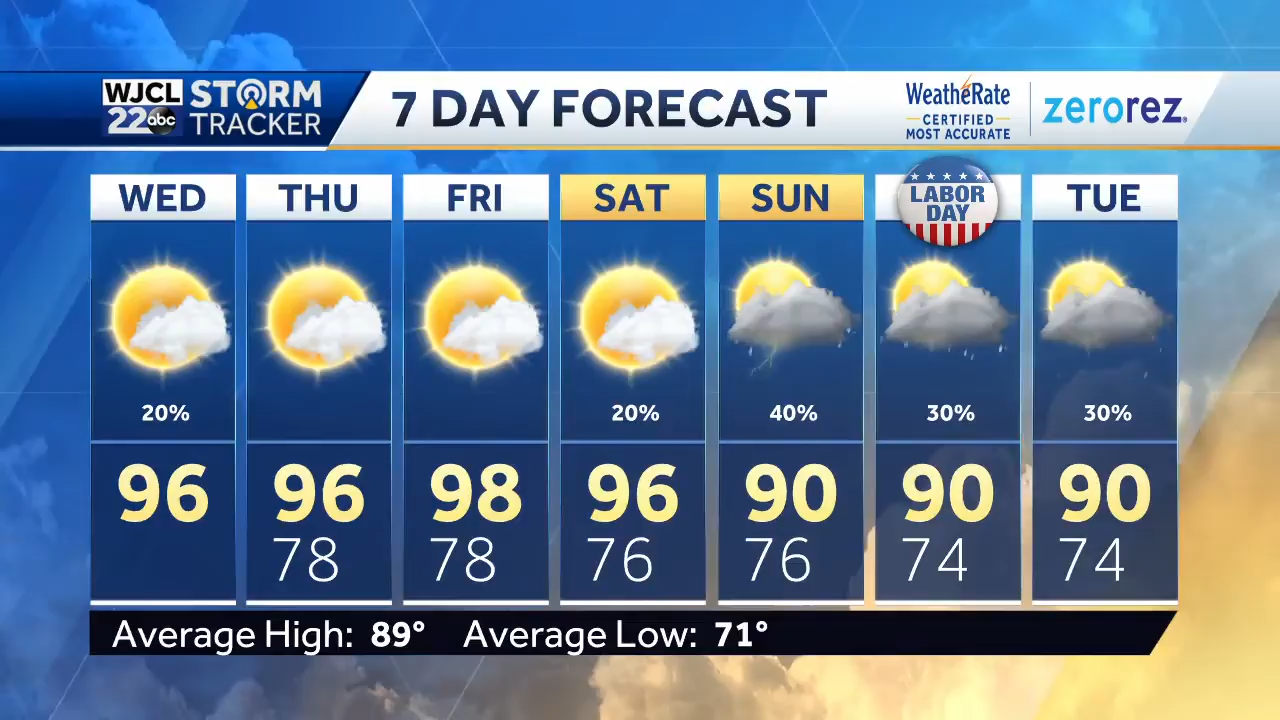 WJCL
22 abc
STORM
TRACKER
7 DAY FORECAST
WeatheRate
CERTIFIED
MOST ACCURATE
zerorez.
WED THU FRI SAT SUN LABOR DAY TUE
20% 20% 40% 30% 30%
96 96 98 96 90 90 90
78 78 76 76 74 74
Average High: 89° Average Low: 71°